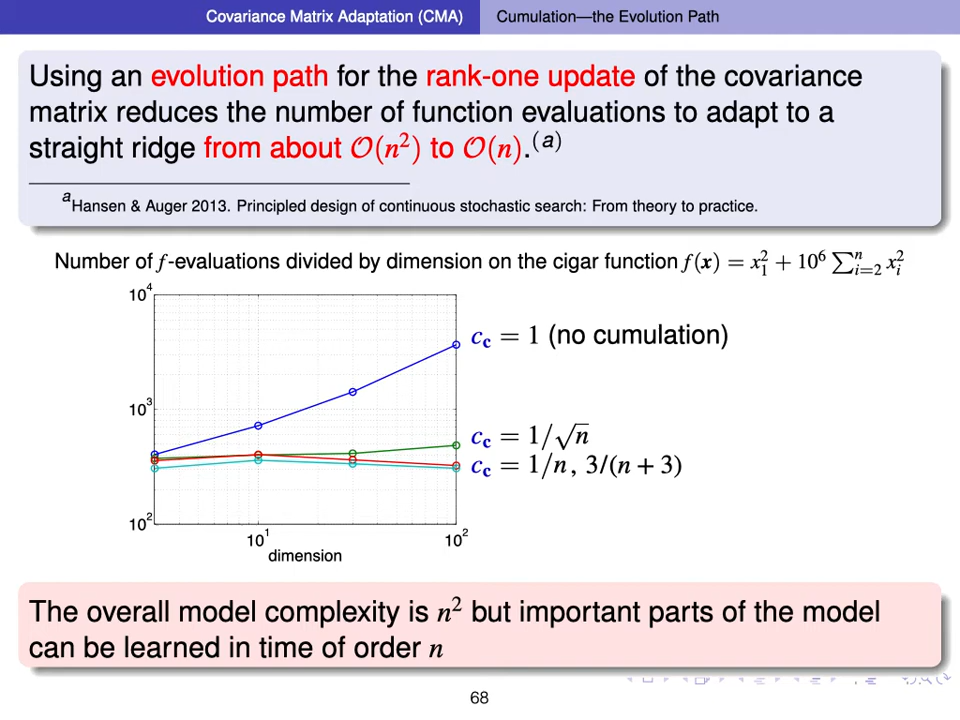 Covariance Matrix Adaptation (CMA) Cumulation—the Evolution Path
Using an evolution path for the rank-one update of the covariance
matrix reduces the number of function evaluations to adapt to a
straight ridge from about 𝒪(n²) to 𝒪(n).(a)
ᵃHansen & Auger 2013. Principled design of continuous stochastic search: From theory to practice.
Number of f-evaluations divided by dimension on the cigar function f(x) = x₁² + 10⁶ ∑ⁿᵢ₌₂ xᵢ²
10⁴
c_c = 1 (no cumulation)
10³
c_c = 1/√n
c_c = 1/n, 3/(n + 3)
10²
10¹ 10²
dimension
The overall model complexity is n² but important parts of the model
can be learned in time of order n
68